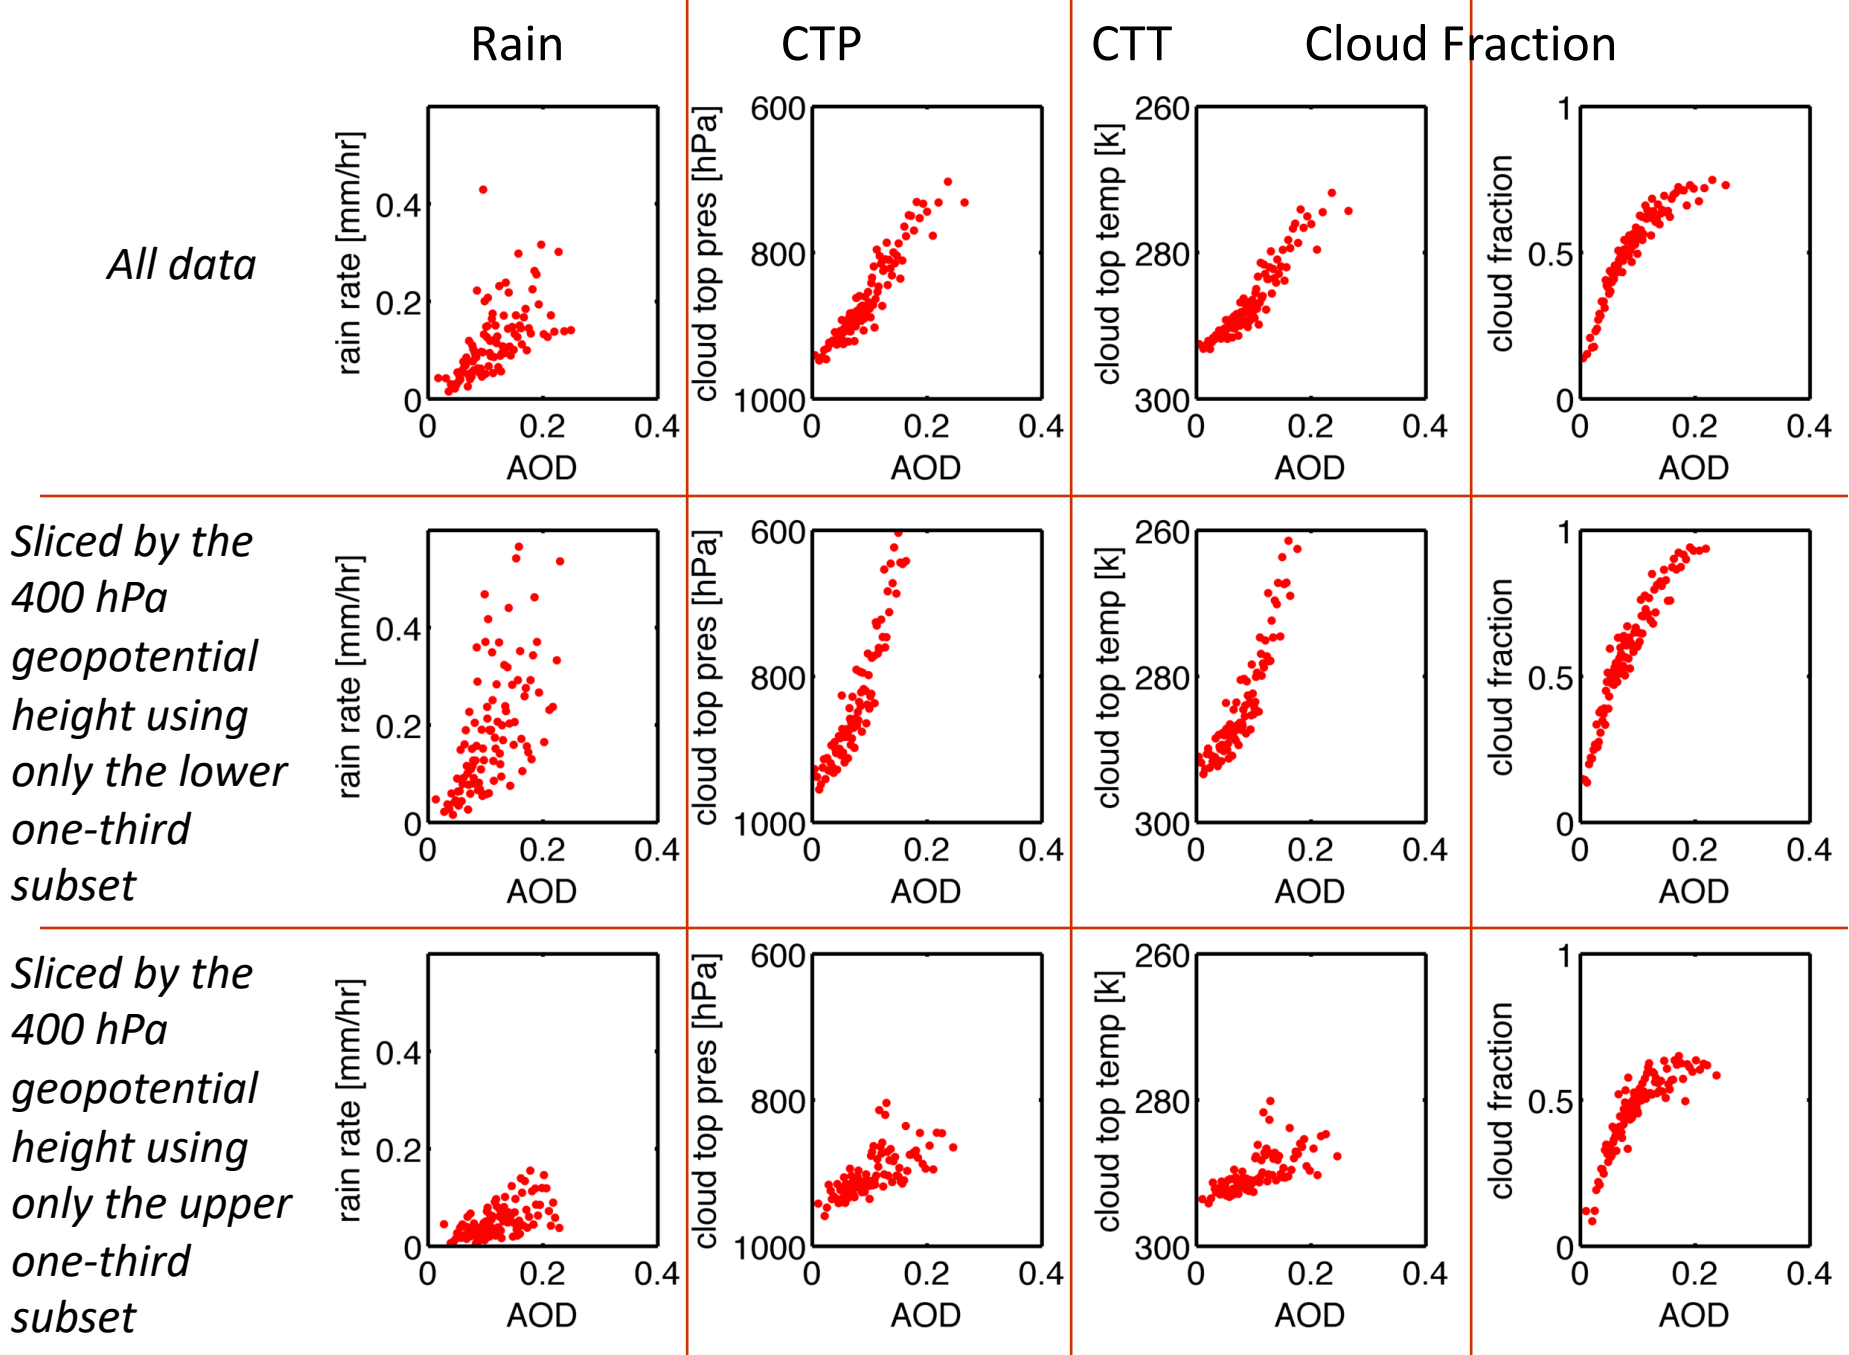 Rain CTP CTT Cloud Fraction
All data
rain rate [mm/hr]
0.4
0.2
0
0 0.2 0.4
AOD
cloud top pres [hPa]
600
800
1000
0 0.2 0.4
AOD
cloud top temp [k]
260
280
300
0 0.2 0.4
AOD
cloud fraction
1
0.5
0
0 0.2 0.4
AOD
Sliced by the
400 hPa
geopotential
height using
only the lower
one-third
subset
rain rate [mm/hr]
0.4
0.2
0
0 0.2 0.4
AOD
cloud top pres [hPa]
600
800
1000
0 0.2 0.4
AOD
cloud top temp [k]
260
280
300
0 0.2 0.4
AOD
cloud fraction
1
0.5
0
0 0.2 0.4
AOD
Sliced by the
400 hPa
geopotential
height using
only the upper
one-third
subset
rain rate [mm/hr]
0.4
0.2
0
0 0.2 0.4
AOD
cloud top pres [hPa]
600
800
1000
0 0.2 0.4
AOD
cloud top temp [k]
260
280
300
0 0.2 0.4
AOD
cloud fraction
1
0.5
0
0 0.2 0.4
AOD